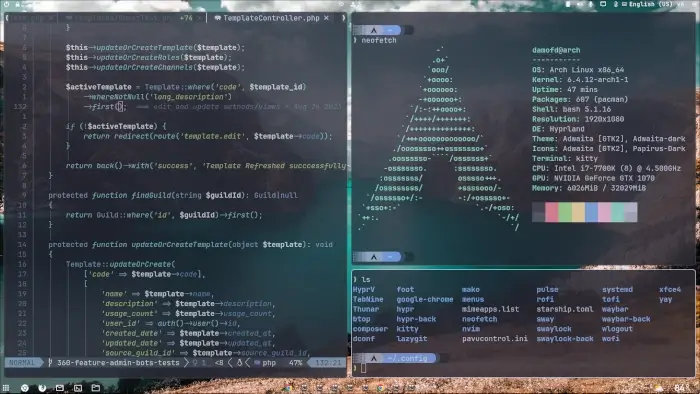 +74 TemplateController.php ×
English (US)
}
$this->updateOrCreateTemplate($template);
$this->updateOrCreateRoles($template);
$this->updateOrCreateChannels($template);
$activeTemplate = Template::where('code', $template_id)
->whereNotNull('long_description')
132 ->first();
if (!$activeTemplate) {
return redirect(route('template.edit', $template->code));
}
return back()->with('success', 'Template Refreshed succcessfully
}
protected function findGuild(string $guildId): Guild|null
{
return Guild::where('id', $guildId)->first();
}
protected function updateOrCreateTemplate(object $template): void
{
Template::updateOrCreate(
['code' => $template->code],
[
'name' => $template->name,
'description' => $template->description,
'usage_count' => $template->usage_count,
'user_id' => auth()->user()->id,
'created_at' => $template->created_at,
'updated_date' => $template->updated_at,
'source_guild_id' => $template->source_guild_id,
NORMAL 360-feature-admin-bots-tests <8 php 47% 132:21
~
neofetch
damofd@arch
-----------
OS: Arch Linux x86_64
Kernel: 6.4.12-arch1-1
Uptime: 47 mins
Packages: 607 (pacman)
Shell: bash 5.1.16
Resolution: 1920x1080
DE: Hyprland
Theme: Adwaita [GTK2], Adwaita-dark
Icons: Adwaita [GTK2], Papirus-Dark
Terminal: kitty
CPU: Intel i7-7700K (8) @ 4.500GHz
GPU: NVIDIA GeForce GTX 1070
Memory: 6026MiB / 32029MiB
~
ls
HyprV foot mako pulse systemd xfce4
TabNine google-chrome menus rofi tofi yay
Thunar hypr mimeapps.list starship.toml waybar
btop hypr-back neofetch sway waybar-back
composer kitty nvim swaylock wlogout
dconf lazygit pavucontrol.ini swaylock-back wofi
~/.config